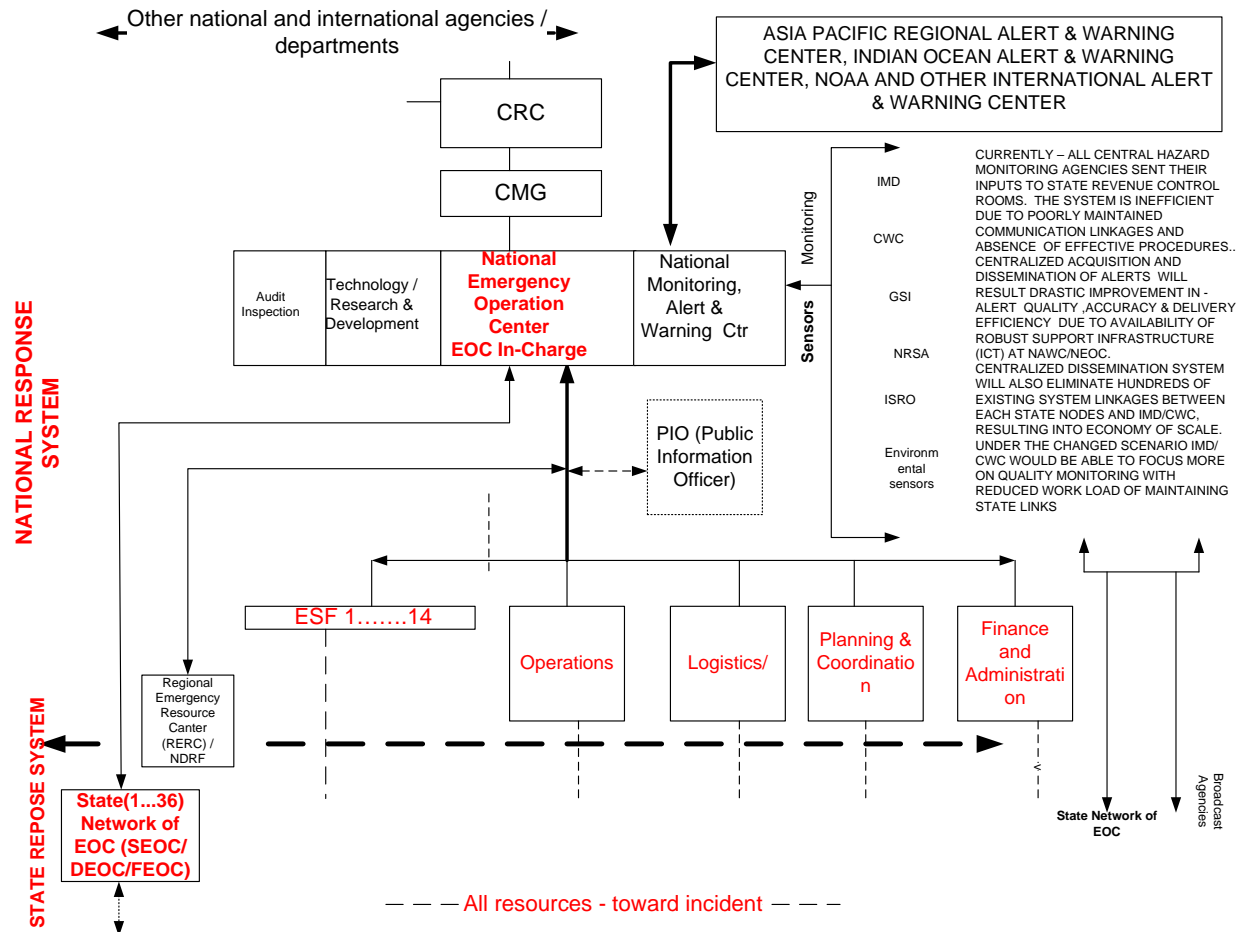 Other national and international agencies /
departments
ASIA PACIFIC REGIONAL ALERT & WARNING
CENTER, INDIAN OCEAN ALERT & WARNING
CENTER, NOAA AND OTHER INTERNATIONAL ALERT
& WARNING CENTER
CRC
CMG
Audit
Inspection
Technology /
Research &
Development
National
Emergency
Operation
Center
EOC In-Charge
National
Monitoring,
Alert &
Warning Ctr
Sensors
Monitoring
IMD
CWC
GSI
NRSA
ISRO
Environm
ental
sensors
CURRENTLY – ALL CENTRAL HAZARD
MONITORING AGENCIES SENT THEIR
INPUTS TO STATE REVENUE CONTROL
ROOMS. THE SYSTEM IS INEFFICIENT
DUE TO POORLY MAINTAINED
COMMUNICATION LINKAGES AND
ABSENCE OF EFFECTIVE PROCEDURES..
CENTRALIZED ACQUISITION AND
DISSEMINATION OF ALERTS WILL
RESULT DRASTIC IMPROVEMENT IN -
ALERT QUALITY ,ACCURACY & DELIVERY
EFFICIENCY DUE TO AVAILABILITY OF
ROBUST SUPPORT INFRASTRUCTURE
(ICT) AT NAWC/NEOC.
CENTRALIZED DISSEMINATION SYSTEM
WILL ALSO ELIMINATE HUNDREDS OF
EXISTING SYSTEM LINKAGES BETWEEN
EACH STATE NODES AND IMD/CWC,
RESULTING INTO ECONOMY OF SCALE.
UNDER THE CHANGED SCENARIO IMD/
CWC WOULD BE ABLE TO FOCUS MORE
ON QUALITY MONITORING WITH
REDUCED WORK LOAD OF MAINTAINING
STATE LINKS
NATIONAL RESPONSE
SYSTEM
PIO (Public
Information
Officer)
ESF 1.......14
Operations
Logistics/
Planning &
Coordinatio
n
Finance
and
Administrati
on
Regional
Emergency
Resource
Canter
(RERC) /
NDRF
STATE REPOSE SYSTEM
State(1...36)
Network of
EOC (SEOC/
DEOC/FEOC)
State Network of
EOC
Broadcast
Agencies
All resources - toward incident